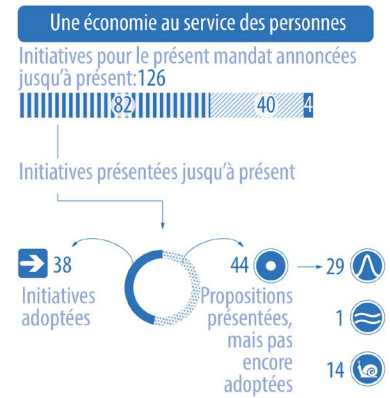 Une économie au service des personnes
Initiatives pour le présent mandat annoncées
jusqu'à présent:126
82 40 4
Initiatives présentées jusqu'à présent
38
Initiatives
adoptées
44
Propositions
présentées,
mais pas
encore
adoptées
29
1
14